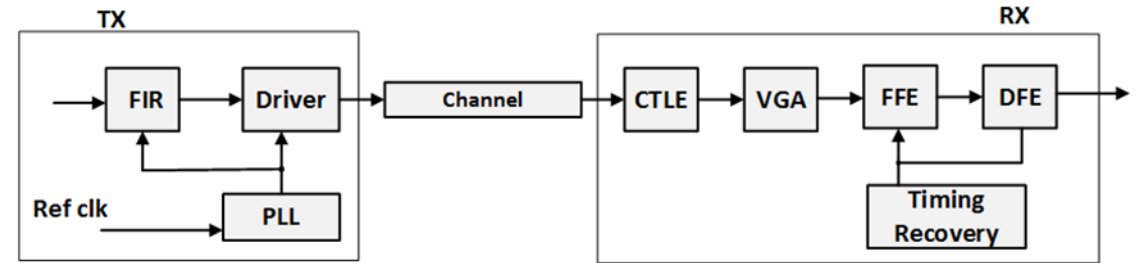 TX
RX
FIR
Driver
Channel
CTLE
VGA
FFE
DFE
Ref clk
PLL
Timing
Recovery